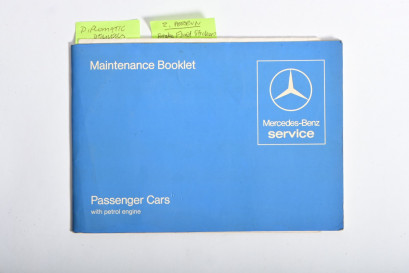 Maintenance Booklet
Mercedes-Benz
service
Passenger Cars
with petrol engine